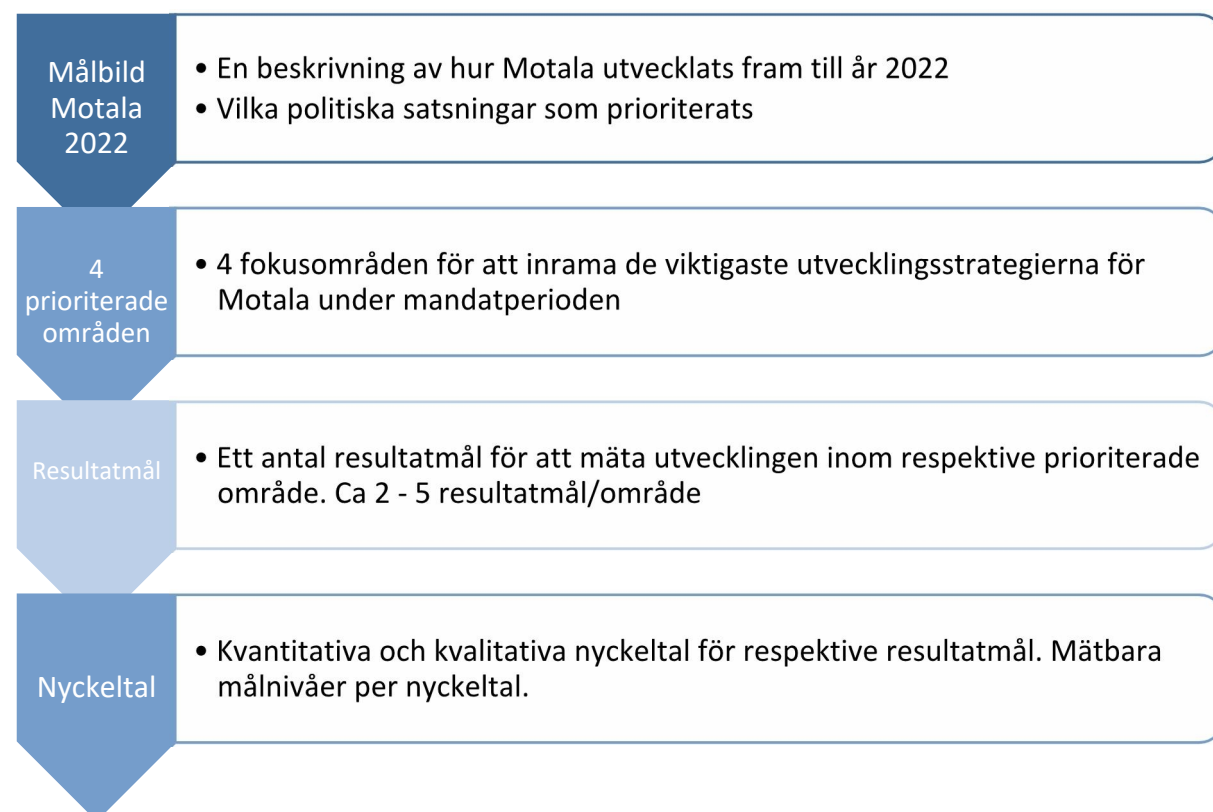 Målbild
Motala
2022
• En beskrivning av hur Motala utvecklats fram till år 2022
• Vilka politiska satsningar som prioriterats
4
prioriterade
områden
• 4 fokusområden för att inrama de viktigaste utvecklingsstrategierna för
Motala under mandatperioden
Resultatmål
• Ett antal resultatmål för att mäta utvecklingen inom respektive prioriterade
område. Ca 2 - 5 resultatmål/område
Nyckeltal
• Kvantitativa och kvalitativa nyckeltal för respektive resultatmål. Mätbara
målnivåer per nyckeltal.